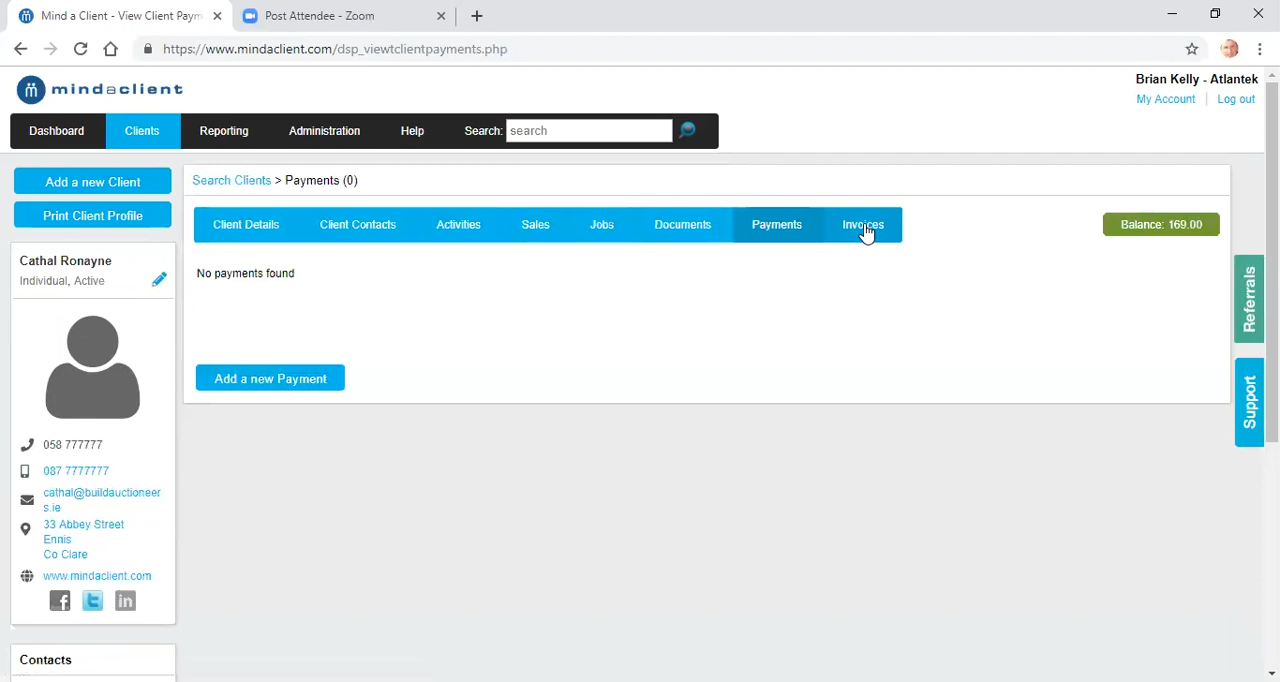 Mind a Client - View Client Paym
Post Attendee - Zoom
https://www.mindaclient.com/dsp_viewtclientpayments.php
mindaclient
Brian Kelly - Atlantek
My Account
Log out
Dashboard
Clients
Reporting
Administration
Help
Search:
search
Add a new Client
Print Client Profile
Search Clients > Payments (0)
Client Details
Client Contacts
Activities
Sales
Jobs
Documents
Payments
Invoices
Balance: 169.00
No payments found
Add a new Payment
Cathal Ronayne
Individual, Active
058 777777
087 7777777
cathal@buildauctioneer
s.ie
33 Abbey Street
Ennis
Co Clare
www.mindaclient.com
Contacts
Referrals
Support